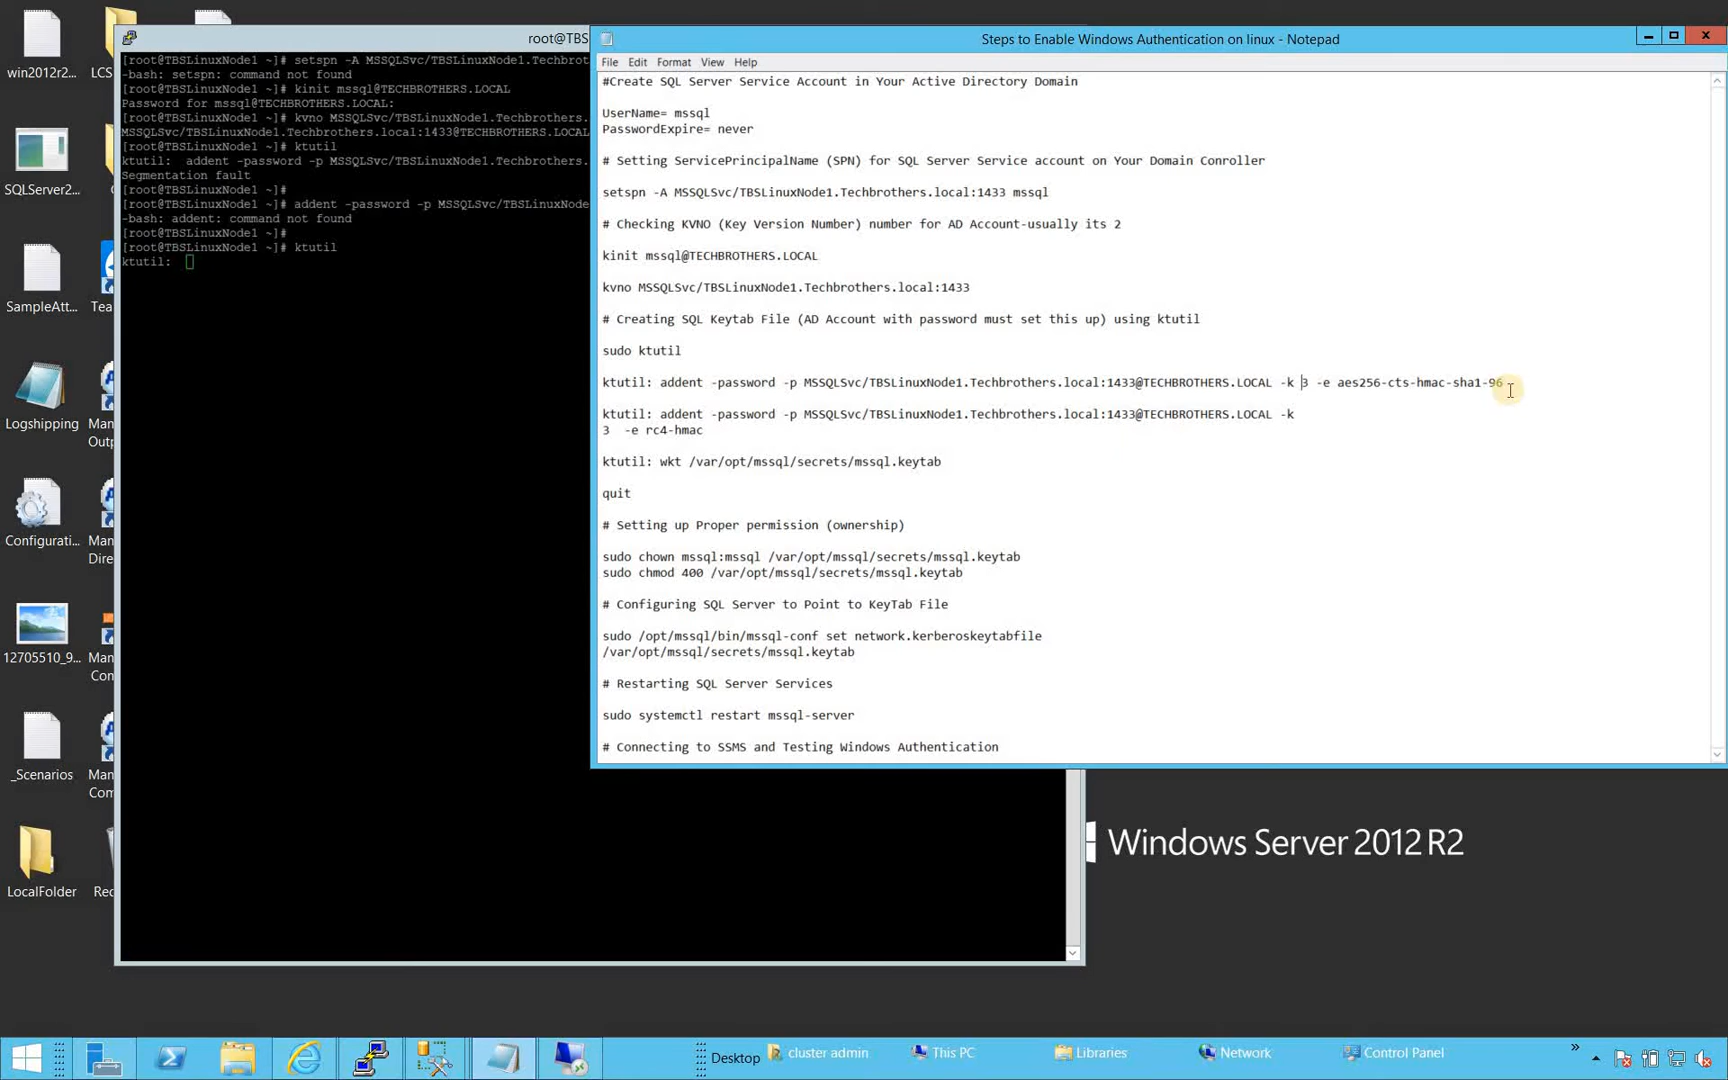 win2012r2...
LCS
SQLServer2...
SampleAtt...
Tea
Logshipping
Man
Outp
Configurati...
Man
Direc
12705510_9...
Man
Con
_Scenarios
Man
Com
LocalFolder
Rec
root@TBS
[root@TBSLinuxNode1 ~]# setspn -A MSSQLSvc/TBSLinuxNode1.Techbrot
-bash: setspn: command not found
[root@TBSLinuxNode1 ~]# kinit mssql@TECHBROTHERS.LOCAL
Password for mssql@TECHBROTHERS.LOCAL:
[root@TBSLinuxNode1 ~]# kvno MSSQLSvc/TBSLinuxNode1.Techbrothers.
MSSQLSvc/TBSLinuxNode1.Techbrothers.local:1433@TECHBROTHERS.LOCAL
[root@TBSLinuxNode1 ~]# ktutil
ktutil:  addent -password -p MSSQLSvc/TBSLinuxNode1.Techbrothers.
Segmentation fault
[root@TBSLinuxNode1 ~]#
[root@TBSLinuxNode1 ~]# addent -password -p MSSQLSvc/TBSLinuxNode
-bash: addent: command not found
[root@TBSLinuxNode1 ~]#
[root@TBSLinuxNode1 ~]# ktutil
ktutil:
Steps to Enable Windows Authentication on linux - Notepad
File Edit Format View Help
#Create SQL Server Service Account in Your Active Directory Domain
UserName= mssql
PasswordExpire= never
# Setting ServicePrincipalName (SPN) for SQL Server Service account on Your Domain Conroller
setspn -A MSSQLSvc/TBSLinuxNode1.Techbrothers.local:1433 mssql
# Checking KVNO (Key Version Number) number for AD Account-usually its 2
kinit mssql@TECHBROTHERS.LOCAL
kvno MSSQLSvc/TBSLinuxNode1.Techbrothers.local:1433
# Creating SQL Keytab File (AD Account with password must set this up) using ktutil
sudo ktutil
ktutil: addent -password -p MSSQLSvc/TBSLinuxNode1.Techbrothers.local:1433@TECHBROTHERS.LOCAL -k 3 -e aes256-cts-hmac-sha1-96
ktutil: addent -password -p MSSQLSvc/TBSLinuxNode1.Techbrothers.local:1433@TECHBROTHERS.LOCAL -k
3  -e rc4-hmac
ktutil: wkt /var/opt/mssql/secrets/mssql.keytab
quit
# Setting up Proper permission (ownership)
sudo chown mssql:mssql /var/opt/mssql/secrets/mssql.keytab
sudo chmod 400 /var/opt/mssql/secrets/mssql.keytab
# Configuring SQL Server to Point to KeyTab File
sudo /opt/mssql/bin/mssql-conf set network.kerberoskeytabfile
/var/opt/mssql/secrets/mssql.keytab
# Restarting SQL Server Services
sudo systemctl restart mssql-server
# Connecting to SSMS and Testing Windows Authentication
Windows Server 2012 R2
Desktop
cluster admin
This PC
Libraries
Network
Control Panel